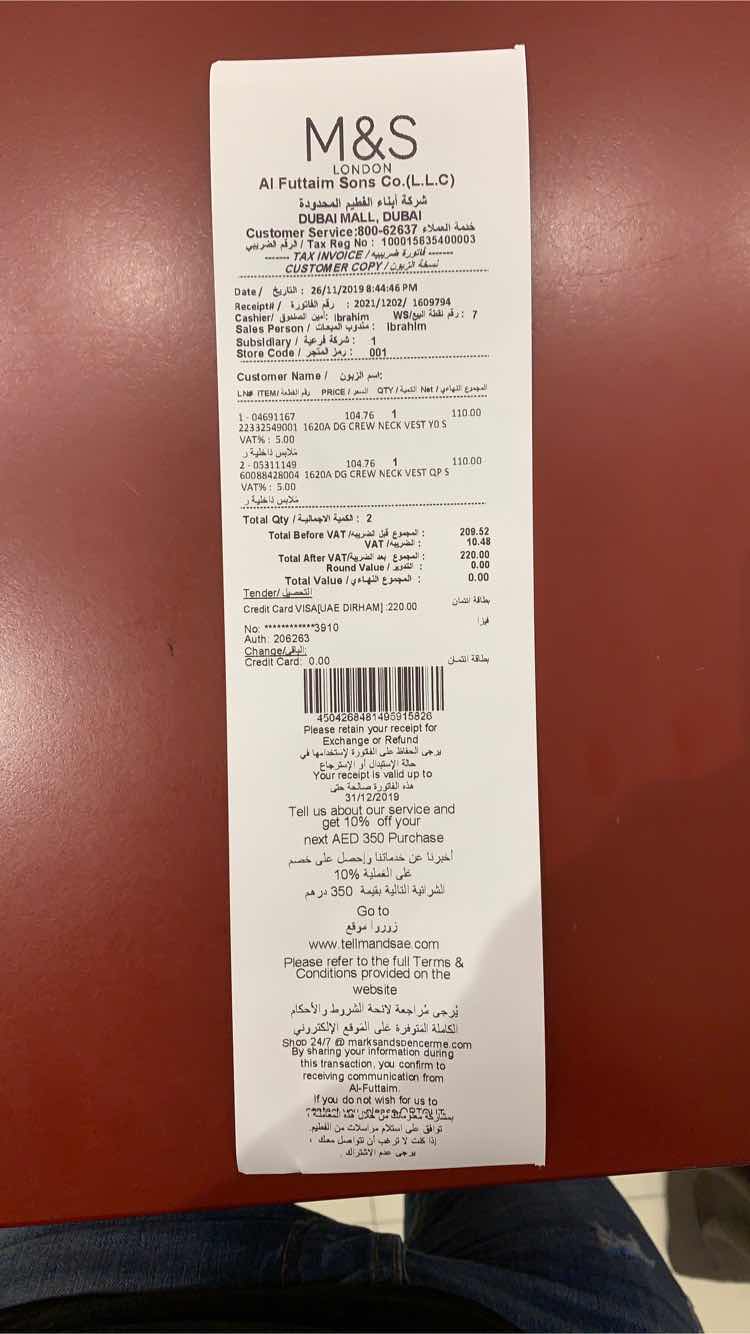 M&S
LONDON
Al Futtaim Sons Co.(L.L.C)
شركة أبناء الفطيم المحدودة
DUBAI MALL, DUBAI
Customer Service:800-62637 خدمة العملاء
الرقم الضريبي / Tax Reg No : 100015635400003
------ TAX INVOICE / فاتورة ضريبيه ------
CUSTOMER COPY / نسخة الزبون
Date / التاريخ : 26/11/2019 8:44:46 PM
Receipt# / رقم الفاتورة : 2021/1202/ 1609794
Cashier/ أمين الصندوق: Ibrahim WS/رقم نقطة البيع : 7
Sales Person / مندوب المبيعات : Ibrahim
Subsidiary / شركة فرعية : 1
Store Code / رمز المتجر : 001
Customer Name / اسم الزبون:
LN# ITEM/ رقم القطعة PRICE / السعر QTY / الكمية Net / المجموع النهاءي
1 - 04691167 104.76 1 110.00
22332549001 1620A DG CREW NECK VEST Y0 S
VAT% : 5.00
ملابس داخلية ر
2 - 05311149 104.76 1 110.00
60088428004 1620A DG CREW NECK VEST QP S
VAT% : 5.00
ملابس داخلية ر
Total Qty / الكمية الاجمالية : 2
Total Before VAT / المجموع قبل الضريبه : 209.52
VAT / الضريبه : 10.48
Total After VAT/ المجموع بعد الضريبه : 220.00
Round Value / التدوير : 0.00
Total Value / المجموع النهاءي : 0.00
Tender/ التحصيل
Credit Card VISA[UAE DIRHAM] :220.00 بطاقة ائتمان
فيزا
No: ************3910
Auth: 206263
Change/الباقي:
Credit Card: 0.00 بطاقة ائتمان
4504268481495915826
Please retain your receipt for
Exchange or Refund
يرجى الحفاظ على الفاتورة لإستخدامها في
حالة الإستبدال أو الإسترجاع
Your receipt is valid up to
هذه الفاتورة صالحة حتى
31/12/2019
Tell us about our service and
get 10% off your
next AED 350 Purchase
أخبرنا عن خدماتنا وإحصل على خصم
10% على العملية
الشرائية التالية بقيمة 350 درهم
Go to
زوروا موقع
www.tellmandsae.com
Please refer to the full Terms &
Conditions provided on the
website
يُرجى مُراجعة لائحة الشروط والأحكام
الكاملة المُتوفرة على المَوقع الإلكتروني
Shop 24/7 @ marksandspencerme.com
By sharing your information during
this transaction, you confirm to
receiving communication from
Al-Futtaim.
If you do not wish for us to
توافق على استلام مراسلات من الفطيم.
إذا كنت لا ترغب أن نتواصل معك ،
يرجى عدم الاشتراك .